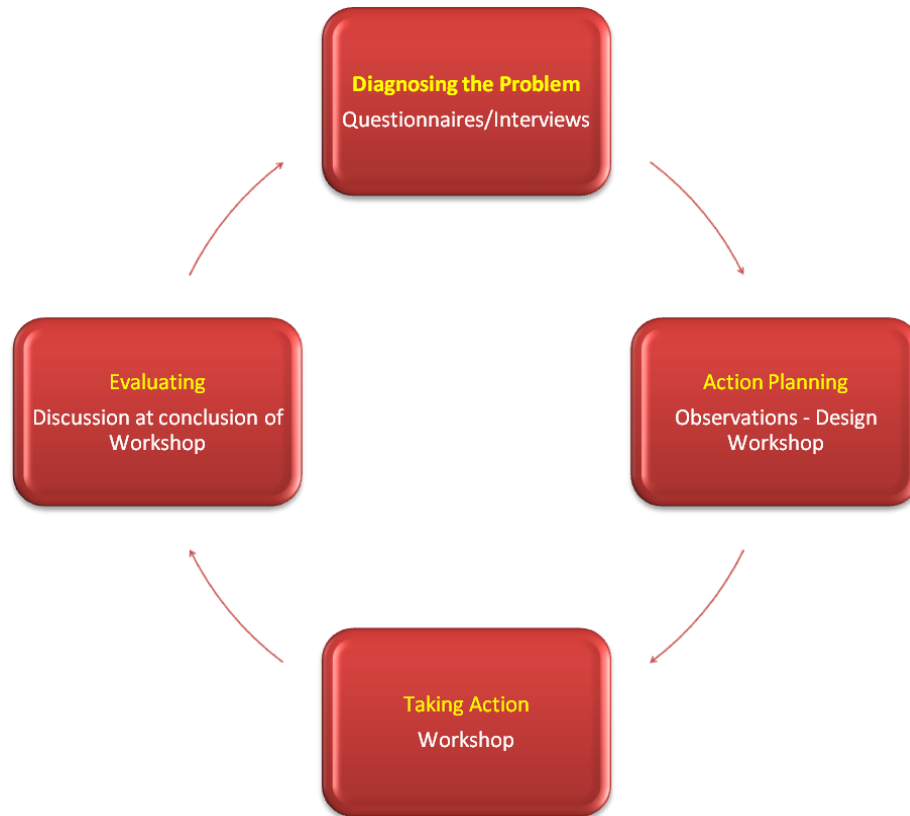 Diagnosing the Problem
Questionnaires/Interviews
Action Planning
Observations - Design
Workshop
Taking Action
Workshop
Evaluating
Discussion at conclusion of
Workshop